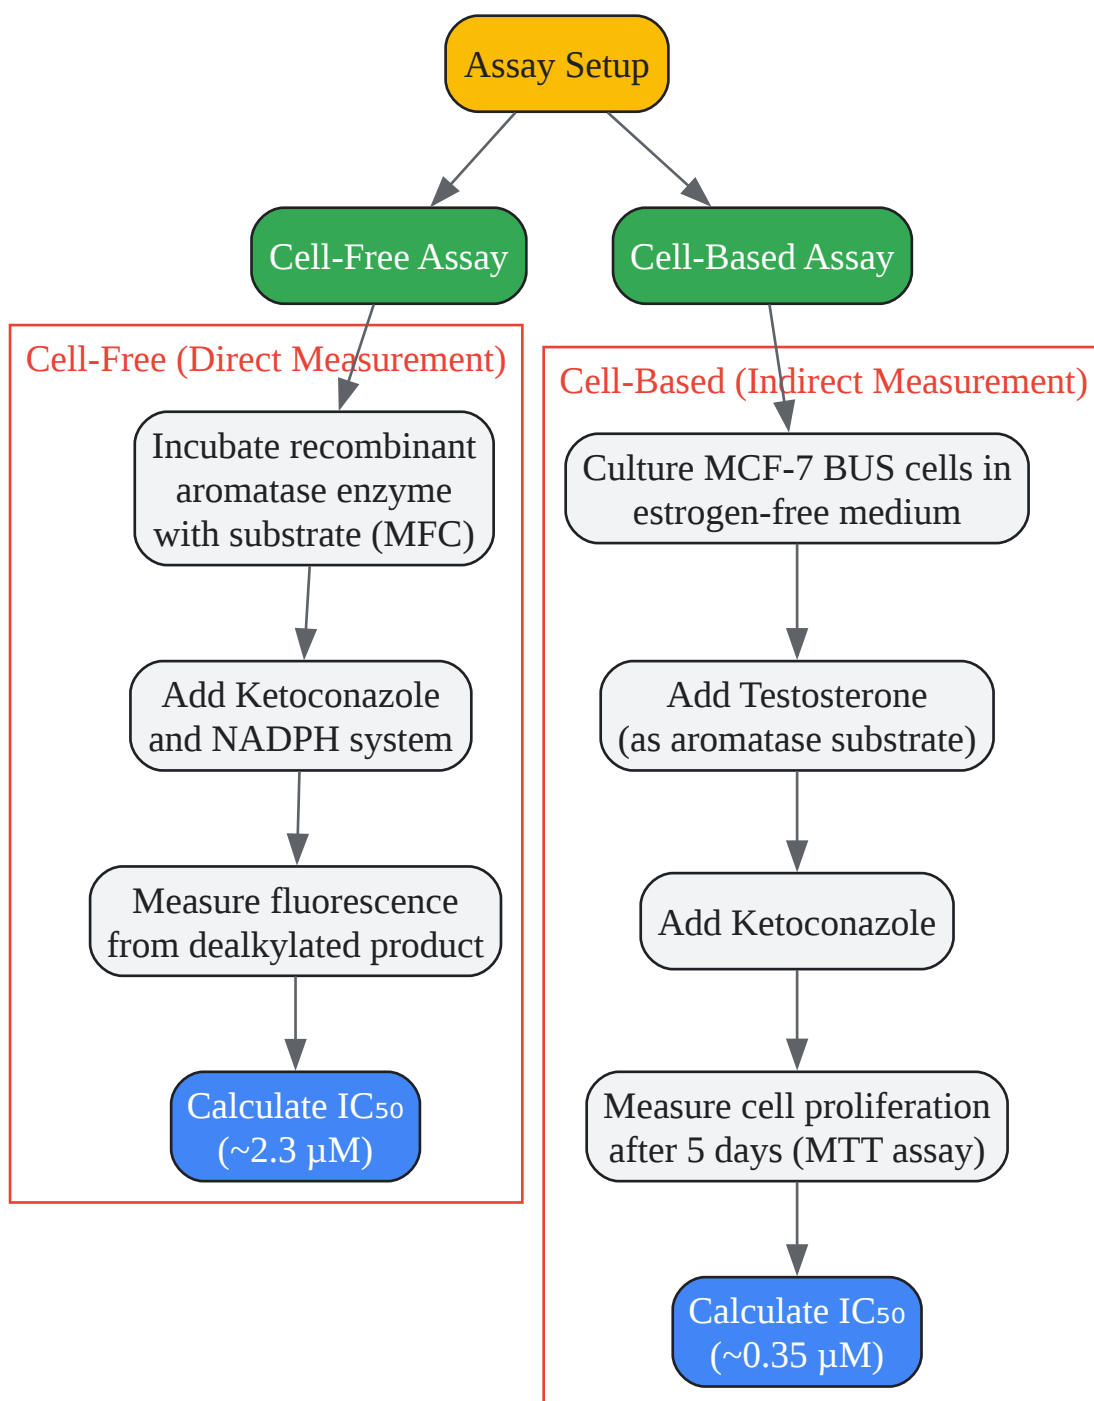 Assay Setup
Cell-Free Assay
Cell-Based Assay
Cell-Free (Direct Measurement)
Incubate recombinant
aromatase enzyme
with substrate (MFC)
Add Ketoconazole
and NADPH system
Measure fluorescence
from dealkylated product
Calculate IC₅₀
(~2.3 µM)
Cell-Based (Indirect Measurement)
Culture MCF-7 BUS cells in
estrogen-free medium
Add Testosterone
(as aromatase substrate)
Add Ketoconazole
Measure cell proliferation
after 5 days (MTT assay)
Calculate IC₅₀
(~0.35 µM)